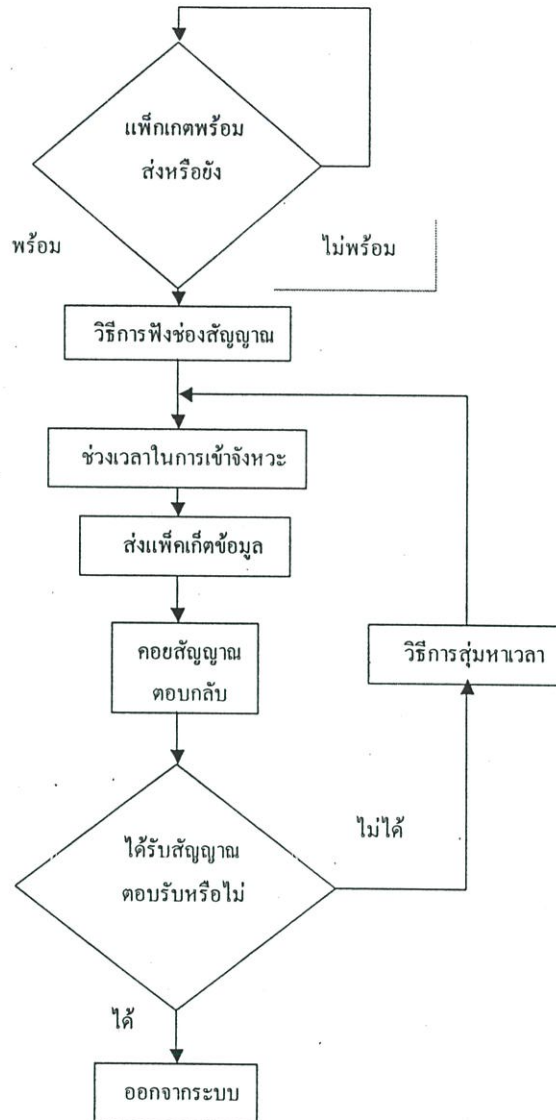 แพ็กเกตพร้อม
ส่งหรือยัง
พร้อม
ไม่พร้อม
วิธีการฟังช่องสัญญาณ
ช่วงเวลาในการเข้าจังหวะ
ส่งแพ็คเก็ตข้อมูล
คอยสัญญาณ
ตอบกลับ
วิธีการสุ่มหาเวลา
ได้รับสัญญาณ
ตอบรับหรือไม่
ไม่ได้
ได้
ออกจากระบบ